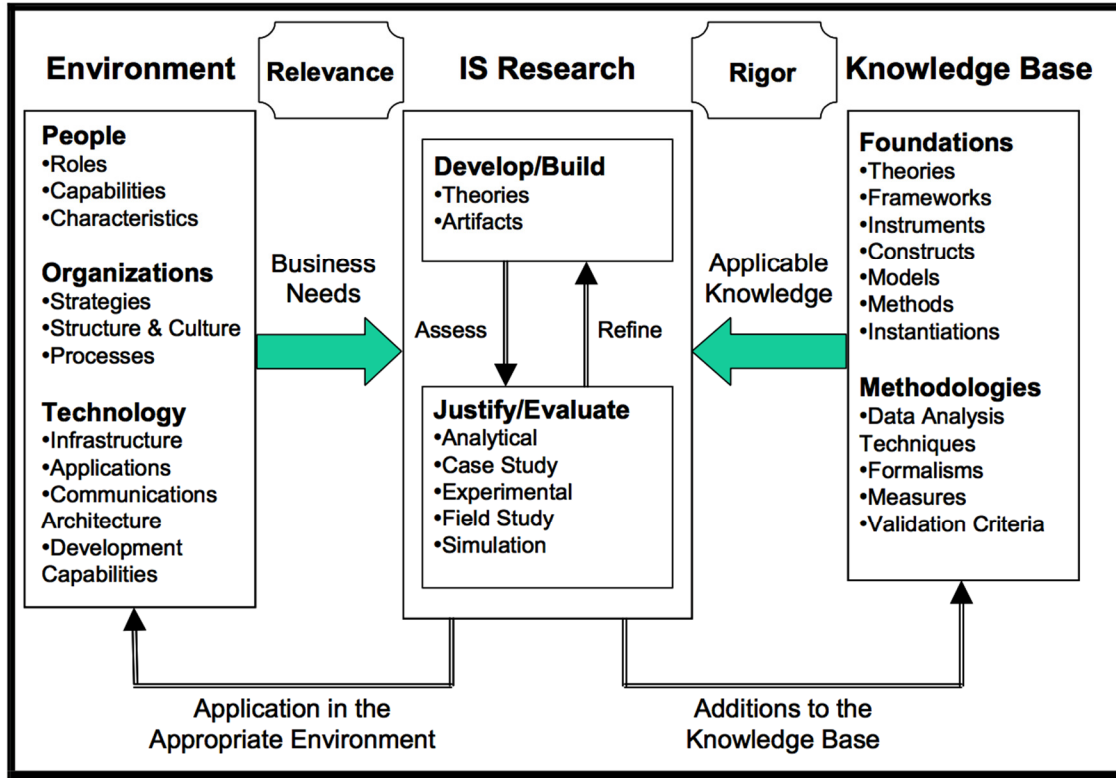 Environment
Relevance
IS Research
Rigor
Knowledge Base
People
•Roles
•Capabilities
•Characteristics
Organizations
•Strategies
•Structure & Culture
•Processes
Technology
•Infrastructure
•Applications
•Communications
Architecture
•Development
Capabilities
Business
Needs
Develop/Build
•Theories
•Artifacts
Assess
Refine
Justify/Evaluate
•Analytical
•Case Study
•Experimental
•Field Study
•Simulation
Applicable
Knowledge
Foundations
•Theories
•Frameworks
•Instruments
•Constructs
•Models
•Methods
•Instantiations
Methodologies
•Data Analysis
Techniques
•Formalisms
•Measures
•Validation Criteria
Application in the
Appropriate Environment
Additions to the
Knowledge Base